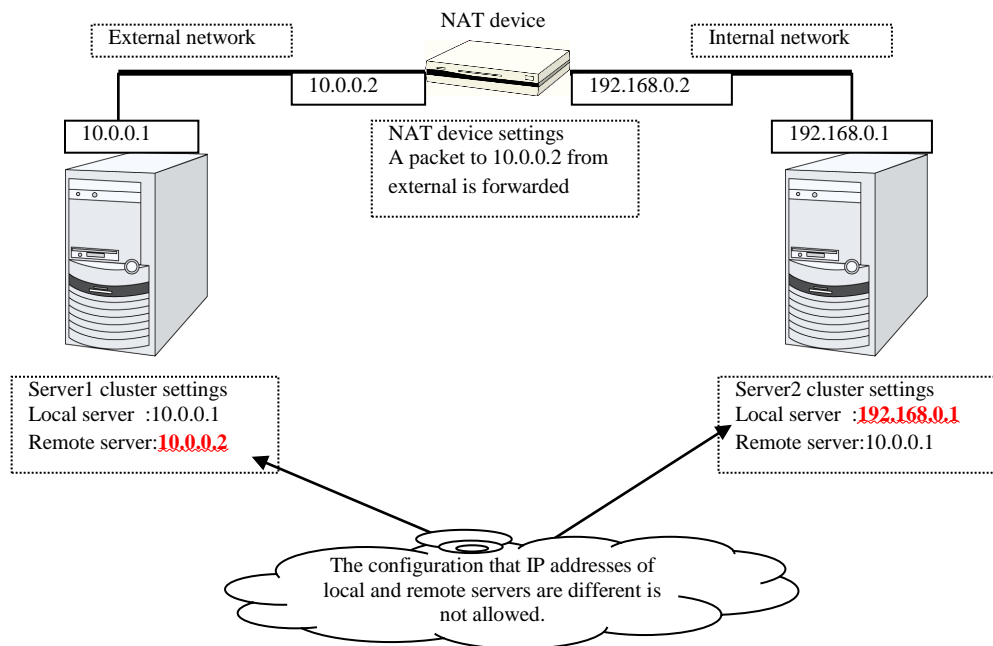 NAT device
External network
Internal network
10.0.0.2
192.168.0.2
10.0.0.1
192.168.0.1
NAT device settings
A packet to 10.0.0.2 from
external is forwarded
Server1 cluster settings
Local server :10.0.0.1
Remote server:10.0.0.2
Server2 cluster settings
Local server :192.168.0.1
Remote server:10.0.0.1
The configuration that IP addresses of
local and remote servers are different is
not allowed.